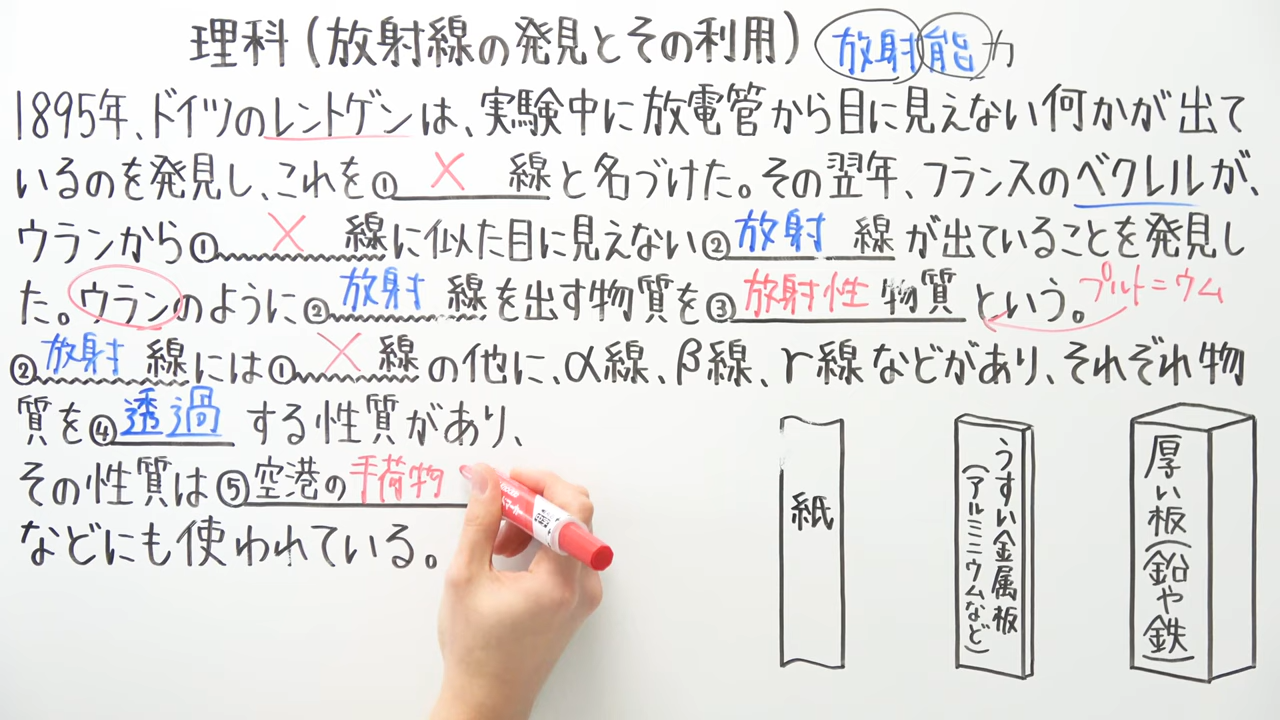 理科(放射線の発見とその利用) 放射能力
1895年、ドイツのレントゲンは、実験中に放電管から目に見えない何かが出て
いるのを発見し、これを①X線と名づけた。その翌年、フランスのベクレルが、
ウランから①X線に似た目に見えない②放射線が出ていることを発見し
た。ウランのように②放射線を出す物質を③放射性物質という。プルトニウム
②放射線には①X線の他に、α線、β線、γ線などがあり、それぞれ物
質を④透過する性質があり、
その性質は⑤空港の手荷物
などにも使われている。
紙
うすい金属板
(アルミニウムなど)
厚い板(鉛や鉄)